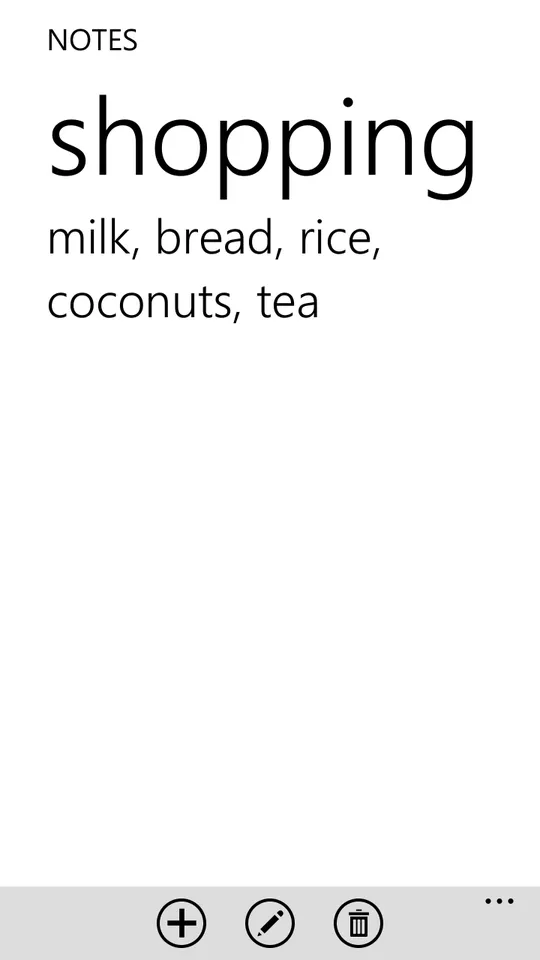 NOTES
shopping
milk, bread, rice,
coconuts, tea